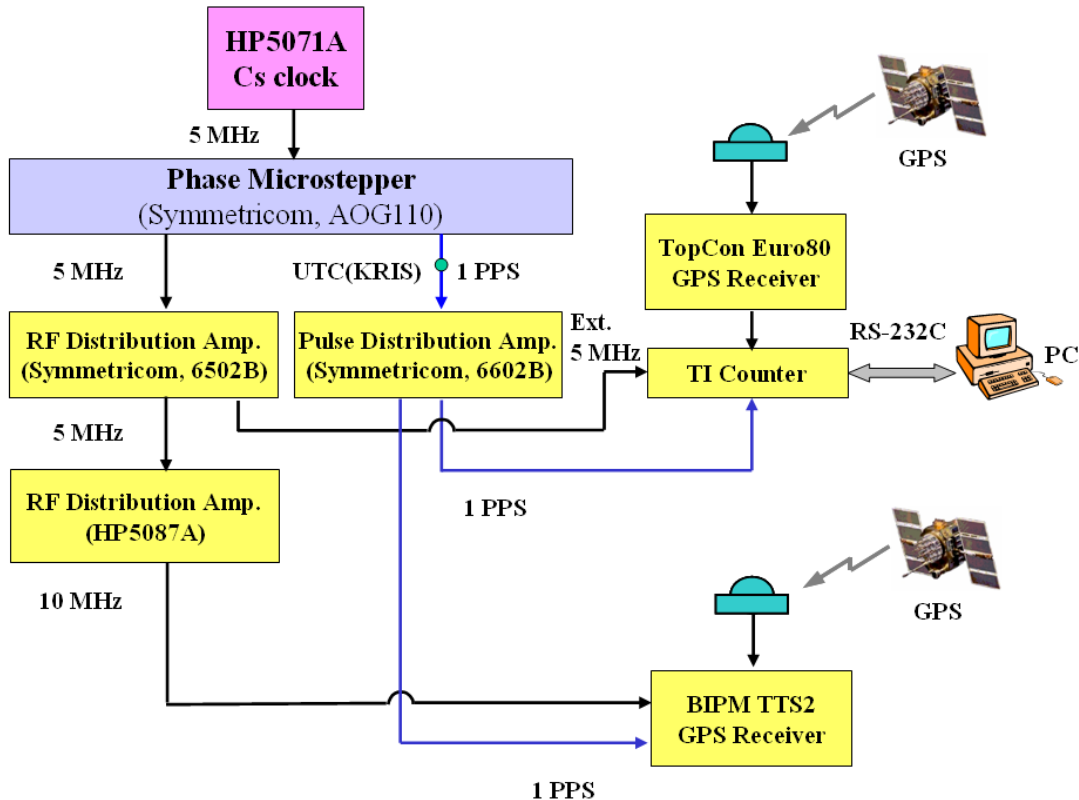 HP5071A
Cs clock
5 MHz
GPS
Phase Microstepper
(Symmetricom, AOG110)
TopCon Euro80
GPS Receiver
5 MHz
UTC(KRIS)
1 PPS
Ext.
5 MHz
RS-232C
PC
RF Distribution Amp.
(Symmetricom, 6502B)
Pulse Distribution Amp.
(Symmetricom, 6602B)
TI Counter
5 MHz
1 PPS
RF Distribution Amp.
(HP5087A)
10 MHz
GPS
BIPM TTS2
GPS Receiver
1 PPS